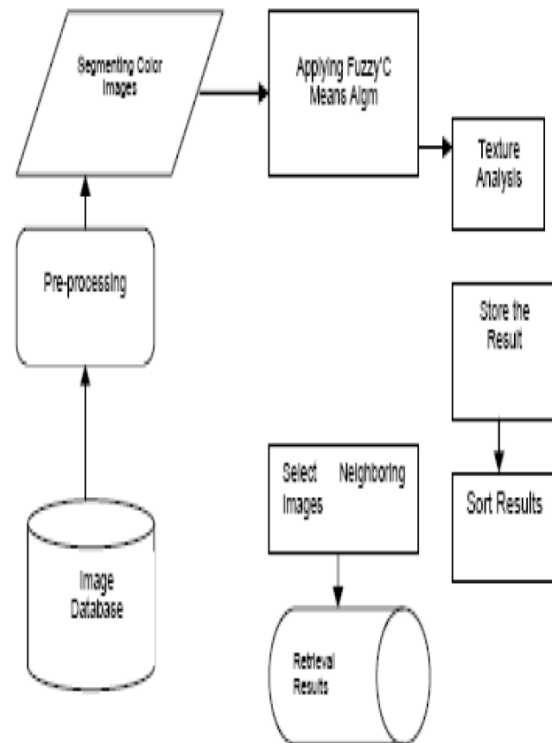 Segmenting Color
Images
Applying Fuzzy'C
Means Algm
Texture
Analysis
Pre-processing
Store the
Result
Select Neighboring
Images
Sort Results
Image
Database
Retrieval
Results